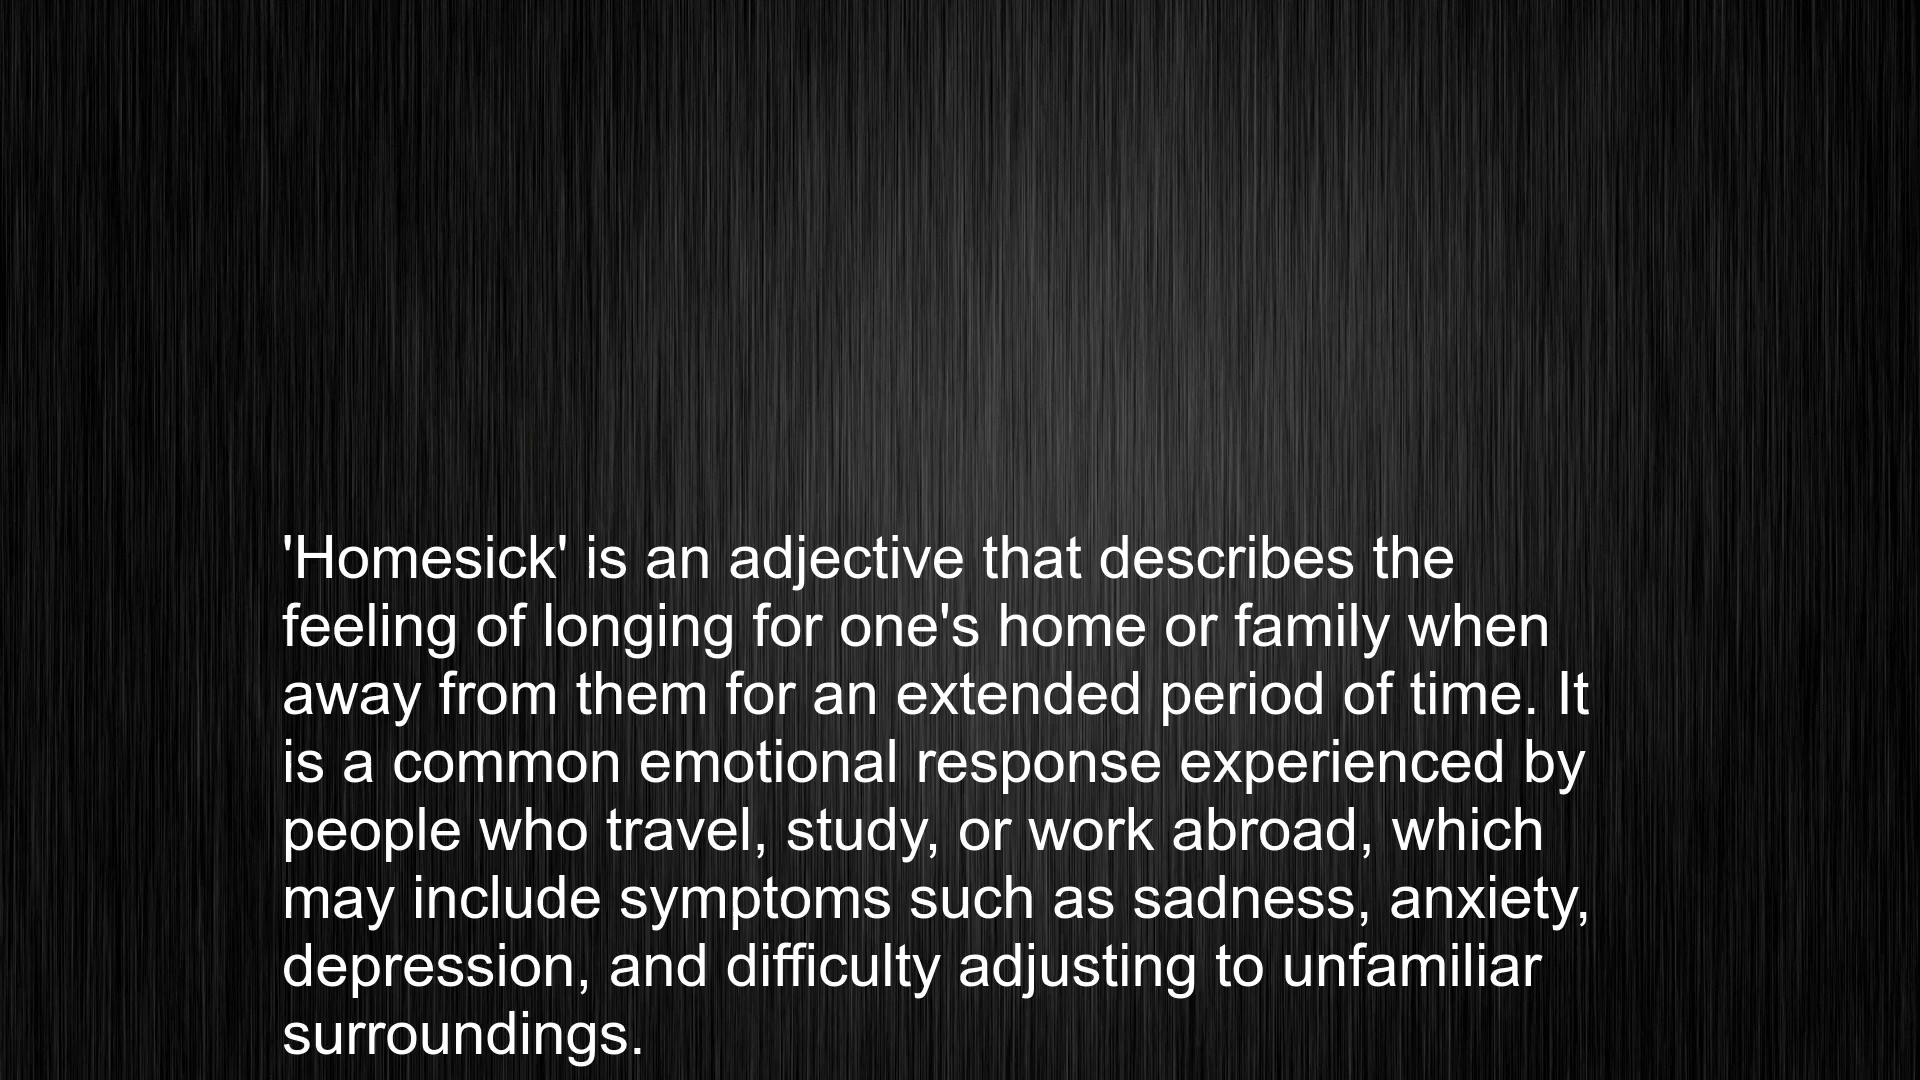 'Homesick' is an adjective that describes the
feeling of longing for one's home or family when
away from them for an extended period of time. It
is a common emotional response experienced by
people who travel, study, or work abroad, which
may include symptoms such as sadness, anxiety,
depression, and difficulty adjusting to unfamiliar
surroundings.